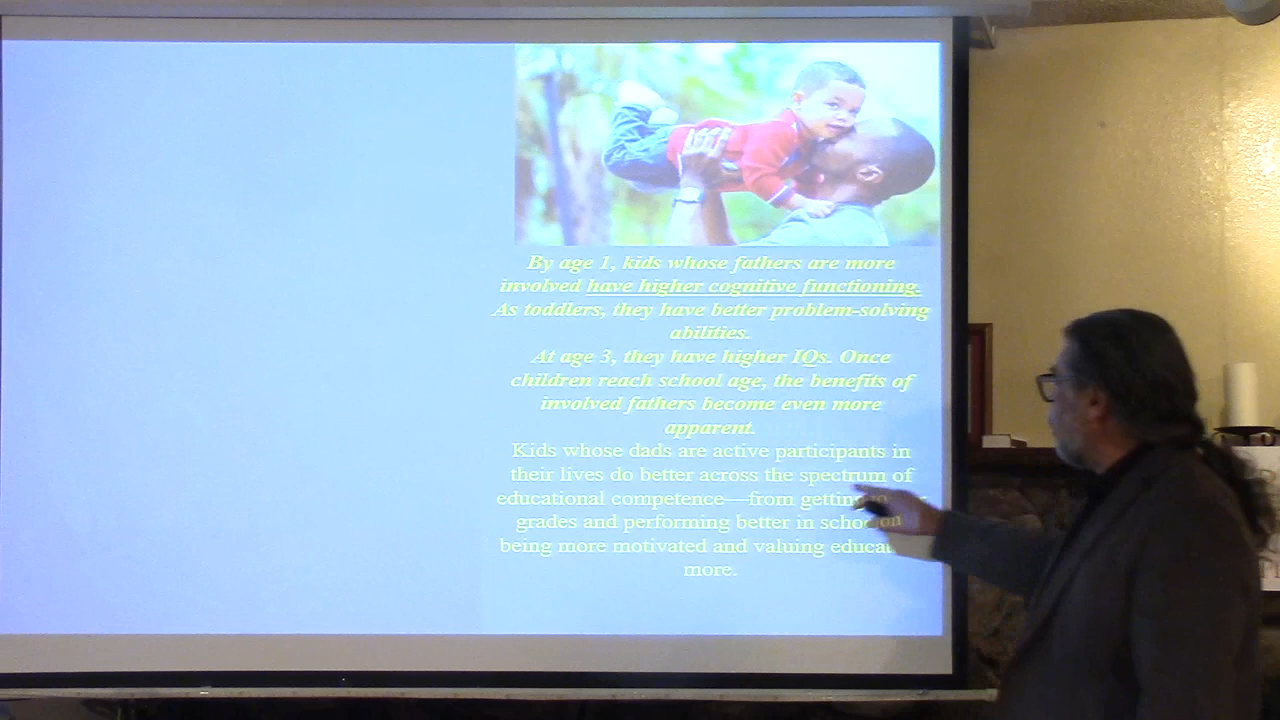 By age 1, kids whose fathers are more
involved have higher cognitive functioning.
As toddlers, they have better problem-solving
abilities.
At age 3, they have higher IQs. Once
children reach school age, the benefits of
involved fathers become even more
apparent.
Kids whose dads are active participants in
their lives do better across the spectrum of
educational competence—from getting
grades and performing better in school
being more motivated and valuing
more.